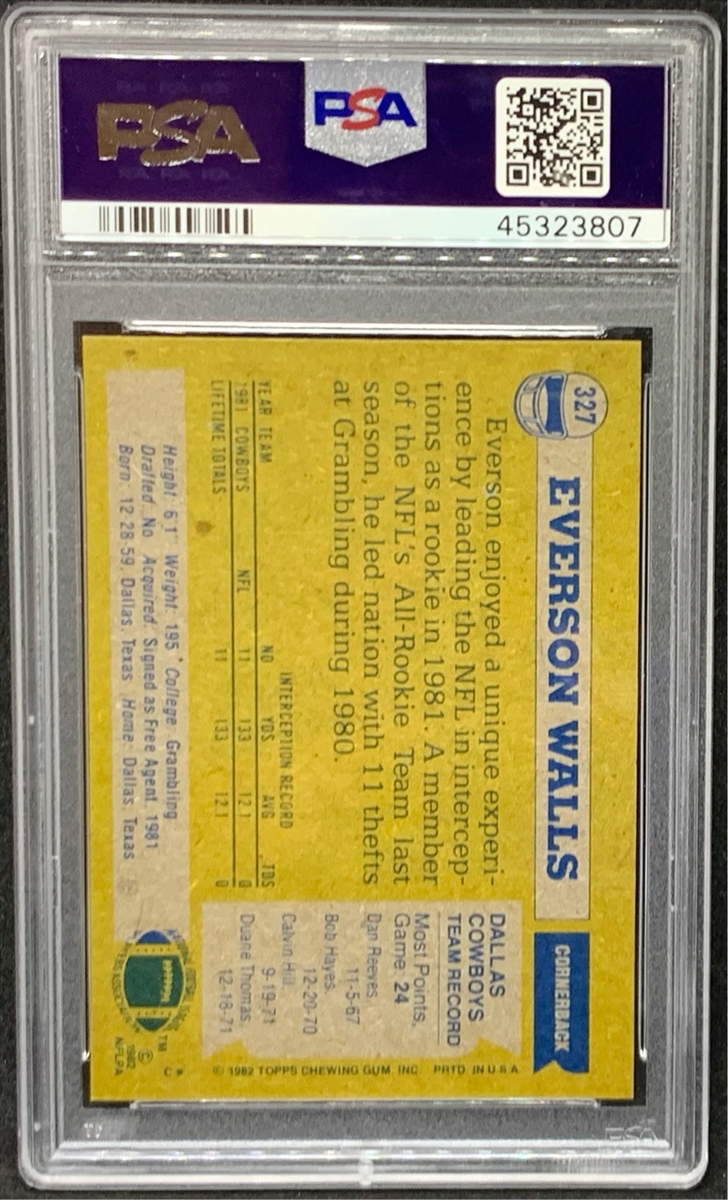 PSA
PSA
45323807
327
EVERSON WALLS
CORNERBACK
Everson enjoyed a unique experi-
ence by leading the NFL in intercep-
tions as a rookie in 1981. A member
of the NFL's All-Rookie Team last
season, he led nation with 11 thefts
at Grambling during 1980.
INTERCEPTION RECORD
YEAR TEAM NO YDS AVG TDS
1981 COWBOYS NFL 11 133 12.1 0
LIFETIME TOTALS 11 133 12.1 0
Height: 6'1" Weight: 195 College: Grambling
Drafted: No Acquired: Signed as Free Agent, 1981
Born: 12-28-59, Dallas, Texas Home: Dallas, Texas
DALLAS
COWBOYS
TEAM RECORD
Most Points,
Game: 24
Dan Reeves,
11-5-67
Bob Hayes,
12-20-70
Calvin Hill,
9-19-71
Duane Thomas,
12-18-71
© 1982 TOPPS CHEWING GUM, INC. PRTD. IN U.S.A.
TM
©
1982
NFLPA
PSA